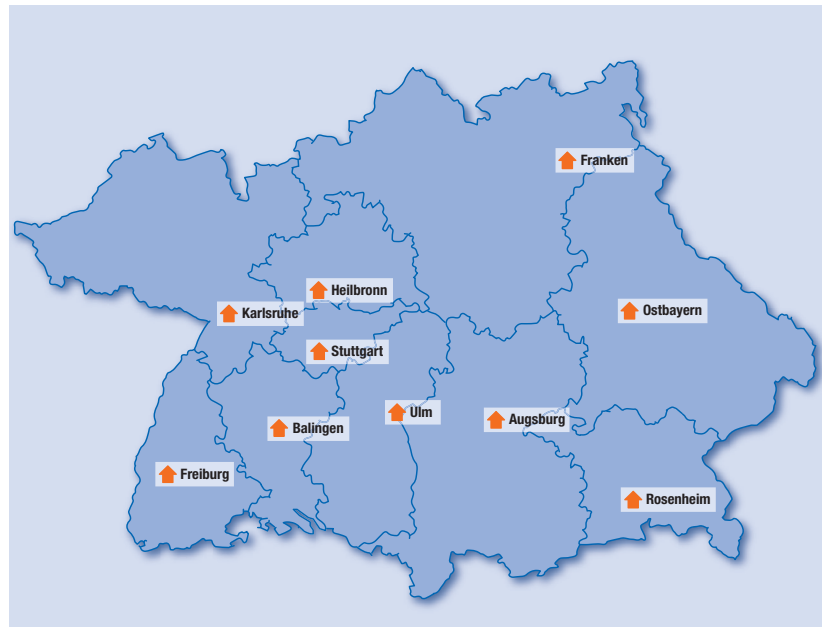 Franken
Heilbronn
Karlsruhe
Ostbayern
Stuttgart
Ulm
Augsburg
Balingen
Freiburg
Rosenheim